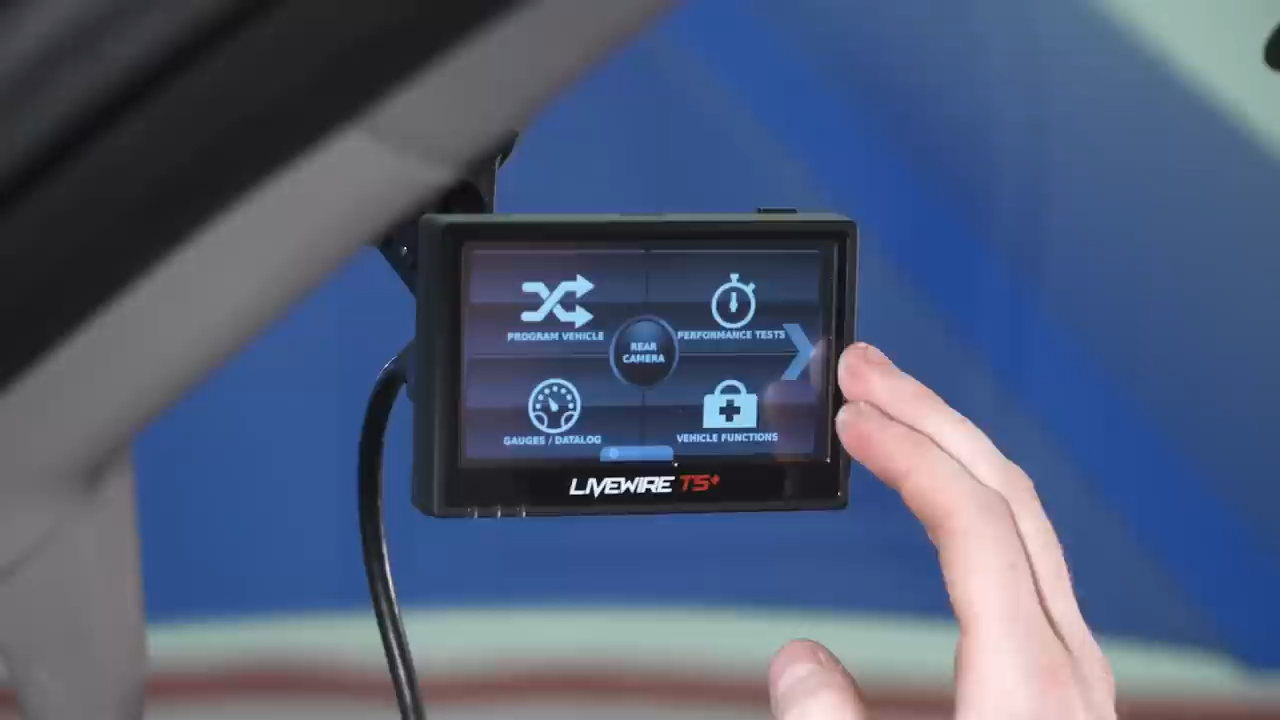 PROGRAM VEHICLE
PERFORMANCE TESTS
REAR
CAMERA
GAUGES / DATALOG
VEHICLE FUNCTIONS
LIVEWIRE TS+